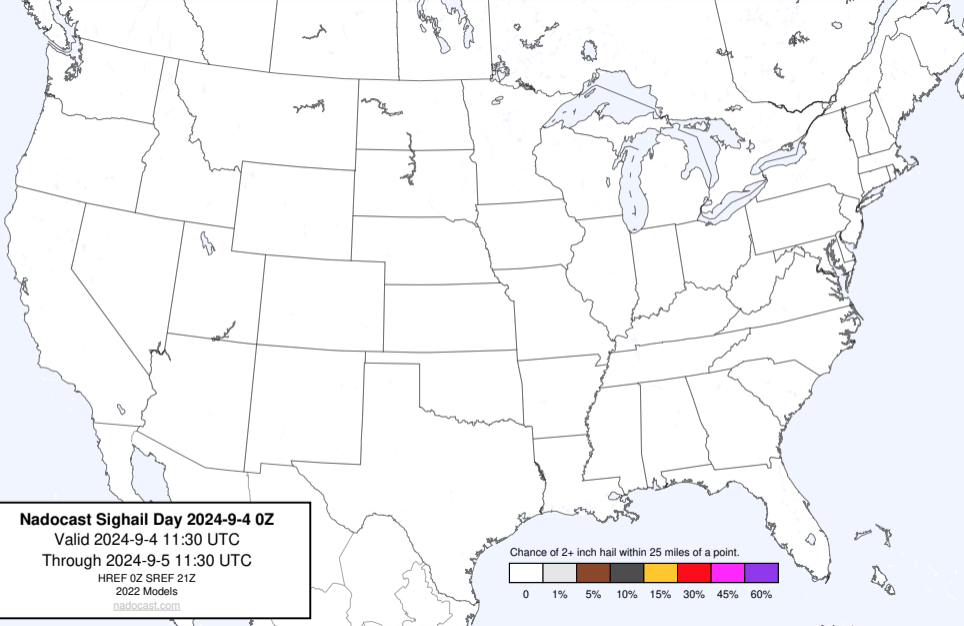 Nadocast Sighail Day 2024-9-4 0Z
Valid 2024-9-4 11:30 UTC
Through 2024-9-5 11:30 UTC
HREF 0Z SREF 21Z
2022 Models
nadocast.com
Chance of 2+ inch hail within 25 miles of a point.
0 1% 5% 10% 15% 30% 45% 60%